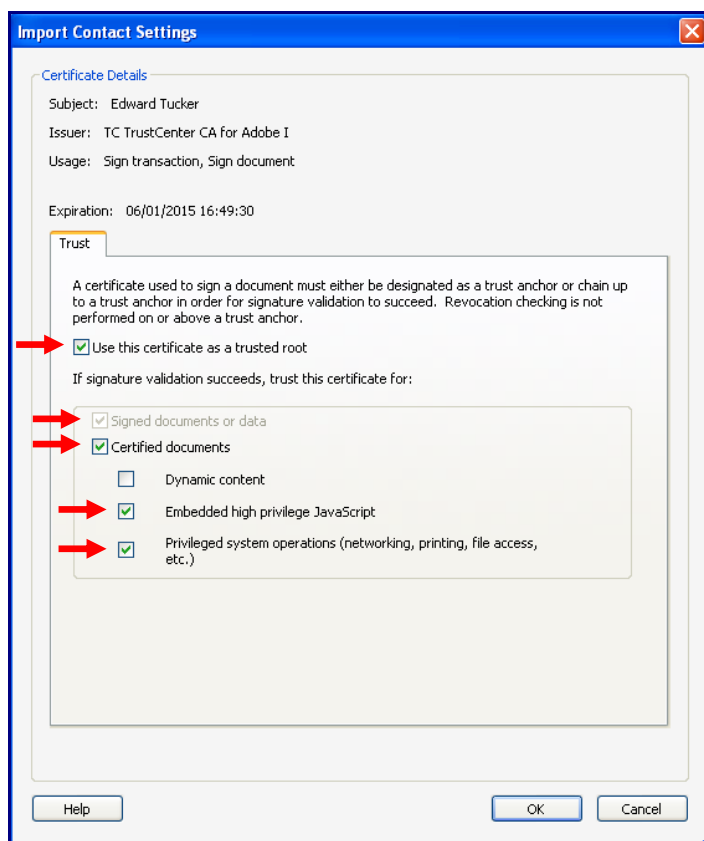 Import Contact Settings
Certificate Details
Subject: Edward Tucker
Issuer: TC TrustCenter CA for Adobe I
Usage: Sign transaction, Sign document
Expiration: 06/01/2015 16:49:30
Trust
A certificate used to sign a document must either be designated as a trust anchor or chain up
to a trust anchor in order for signature validation to succeed. Revocation checking is not
performed on or above a trust anchor.
Use this certificate as a trusted root
If signature validation succeeds, trust this certificate for:
Signed documents or data
Certified documents
Dynamic content
Embedded high privilege JavaScript
Privileged system operations (networking, printing, file access,
etc.)
Help
OK
Cancel